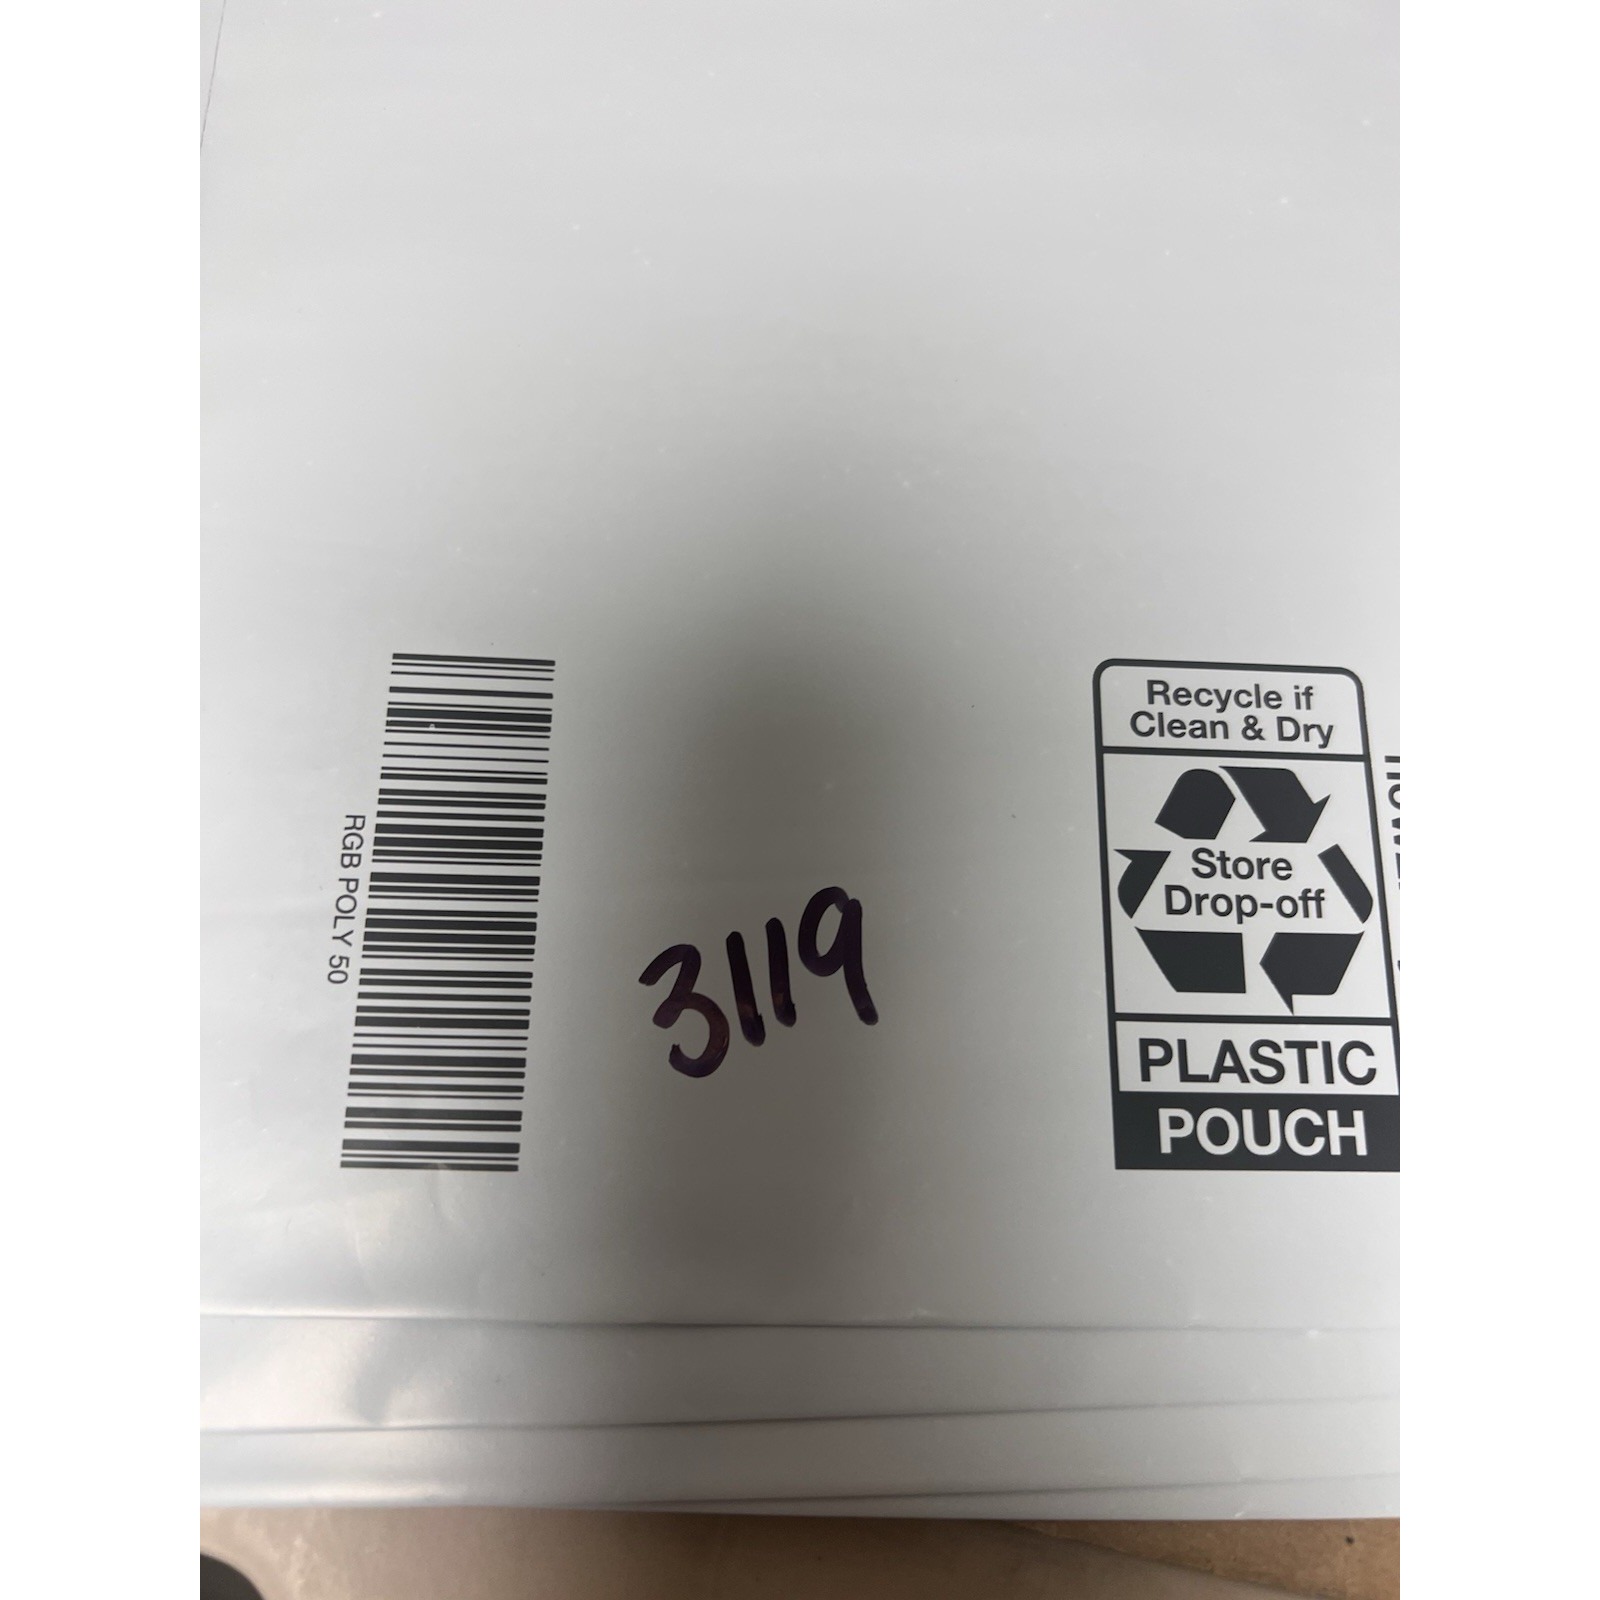 RGB POLY 50
3119
Recycle if
Clean & Dry
Store
Drop-off
PLASTIC
POUCH